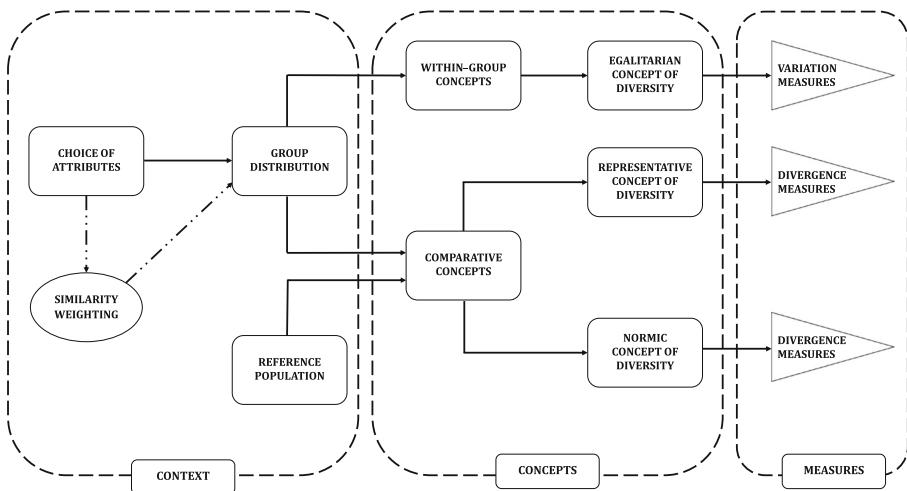 CHOICE OF
ATTRIBUTES
SIMILARITY
WEIGHTING
GROUP
DISTRIBUTION
REFERENCE
POPULATION
CONTEXT
WITHIN–GROUP
CONCEPTS
COMPARATIVE
CONCEPTS
EGALITARIAN
CONCEPT OF
DIVERSITY
REPRESENTATIVE
CONCEPT OF
DIVERSITY
NORMIC
CONCEPT OF
DIVERSITY
CONCEPTS
VARIATION
MEASURES
DIVERGENCE
MEASURES
DIVERGENCE
MEASURES
MEASURES